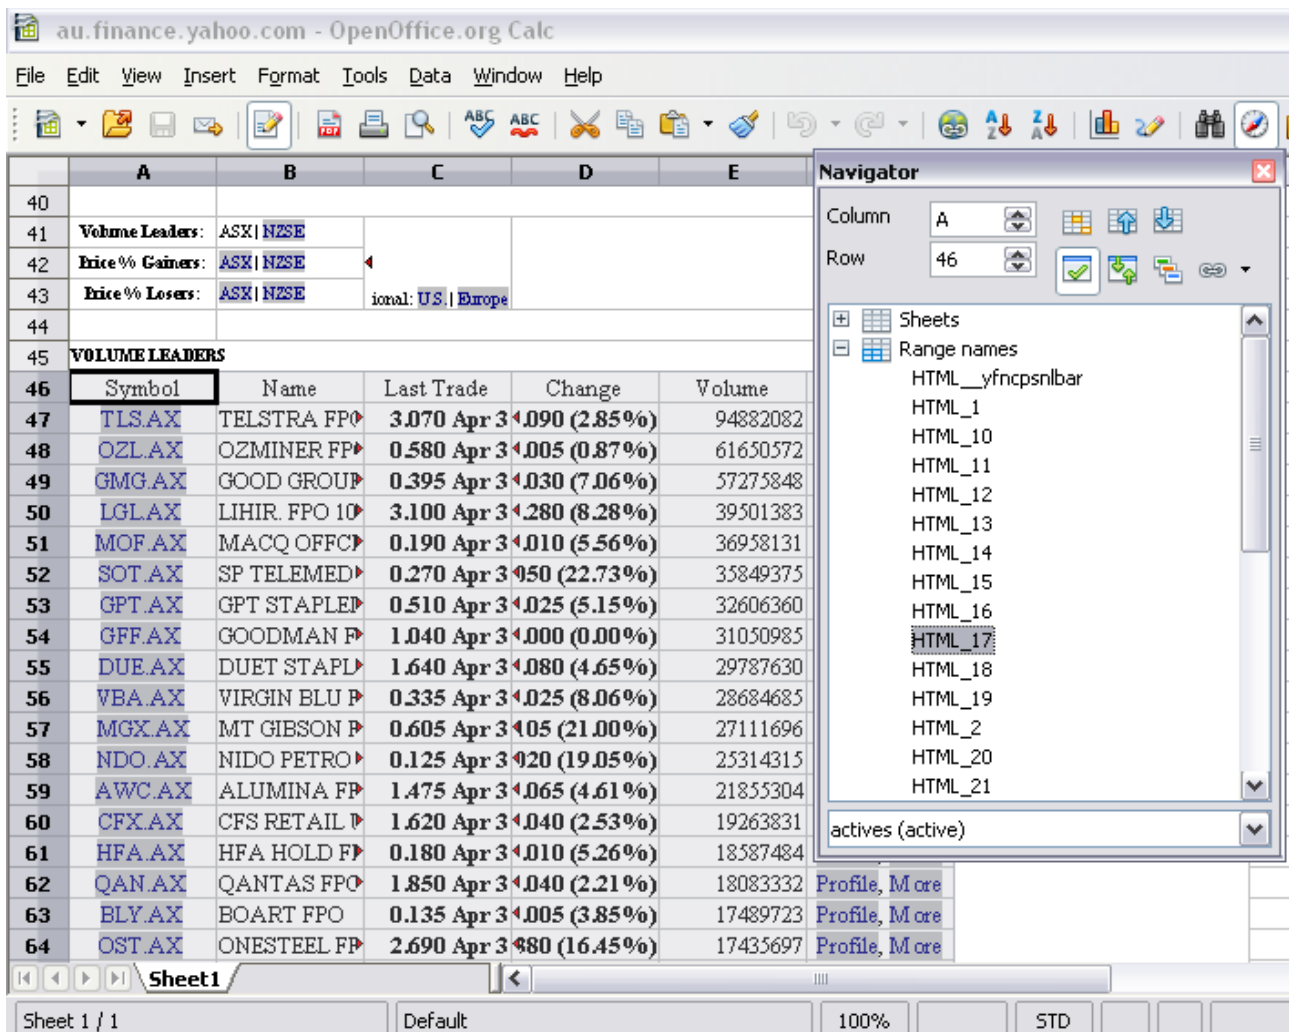 au.finance.yahoo.com - OpenOffice.org Calc
File Edit View Insert Format Tools Data Window Help
A B C D E
Navigator
Column A
Row 46
40
41 Volume Leaders: ASX | NZSE
42 Price % Gainers: ASX | NZSE
43 Price % Losers: ASX | NZSE ional: U.S. | Europe
44
45 VOLUME LEADERS
46 Symbol Name Last Trade Change Volume
47 TLS.AX TELSTRA FPO 3.070 Apr 3 .090 (2.85%) 94882082
48 OZL.AX OZMINER FP 0.580 Apr 3 .005 (0.87%) 61650572
49 GMG.AX GOOD GROUP 0.395 Apr 3 .030 (7.06%) 57275848
50 LGL.AX LIHIR. FPO 10 3.100 Apr 3 .280 (8.28%) 39501383
51 MOF.AX MACQ OFFC 0.190 Apr 3 .010 (5.56%) 36958131
52 SOT.AX SP TELEMED 0.270 Apr 3 050 (22.73%) 35849375
53 GPT.AX GPT STAPLE 0.510 Apr 3 .025 (5.15%) 32606360
54 GFF.AX GOODMAN F 1.040 Apr 3 .000 (0.00%) 31050985
55 DUE.AX DUET STAPL 1.640 Apr 3 .080 (4.65%) 29787630
56 VBA.AX VIRGIN BLU F 0.335 Apr 3 .025 (8.06%) 28684685
57 MGX.AX MT GIBSON F 0.605 Apr 3 105 (21.00%) 27111696
58 NDO.AX NIDO PETRO 0.125 Apr 3 020 (19.05%) 25314315
59 AWC.AX ALUMINA FP 1.475 Apr 3 .065 (4.61%) 21855304
60 CFX.AX CFS RETAIL 1.620 Apr 3 .040 (2.53%) 19263831
61 HFA.AX HFA HOLD FP 0.180 Apr 3 .010 (5.26%) 18587484
62 QAN.AX QANTAS FPO 1.850 Apr 3 .040 (2.21%) 18083332 Profile, More
63 BLY.AX BOART FPO 0.135 Apr 3 .005 (3.85%) 17489723 Profile, More
64 OST.AX ONESTEEL FP 2.690 Apr 3 380 (16.45%) 17435697 Profile, More
Sheets
Range names
HTML__yfncpsnlbar
HTML_1
HTML_10
HTML_11
HTML_12
HTML_13
HTML_14
HTML_15
HTML_16
HTML_17
HTML_18
HTML_19
HTML_2
HTML_20
HTML_21
actives (active)
Sheet1
Sheet 1 / 1 Default 100% STD